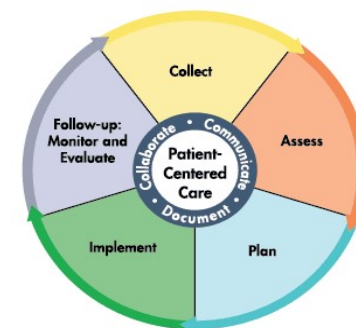 Collect
Assess
Plan
Implement
Follow-up:
Monitor and
Evaluate
Collaborate • Communicate • Document •
Patient-
Centered
Care